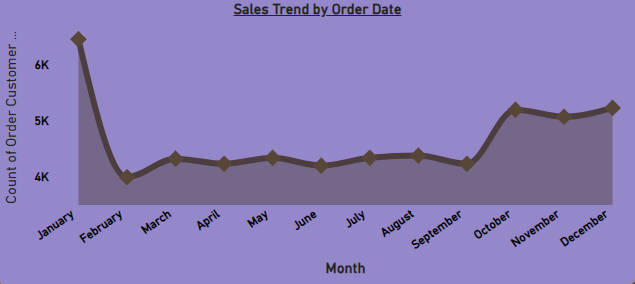 Sales Trend by Order Date
Count of Order Customer ...
6K
5K
4K
January
February
March
April
May
June
July
August
September
October
November
December
Month